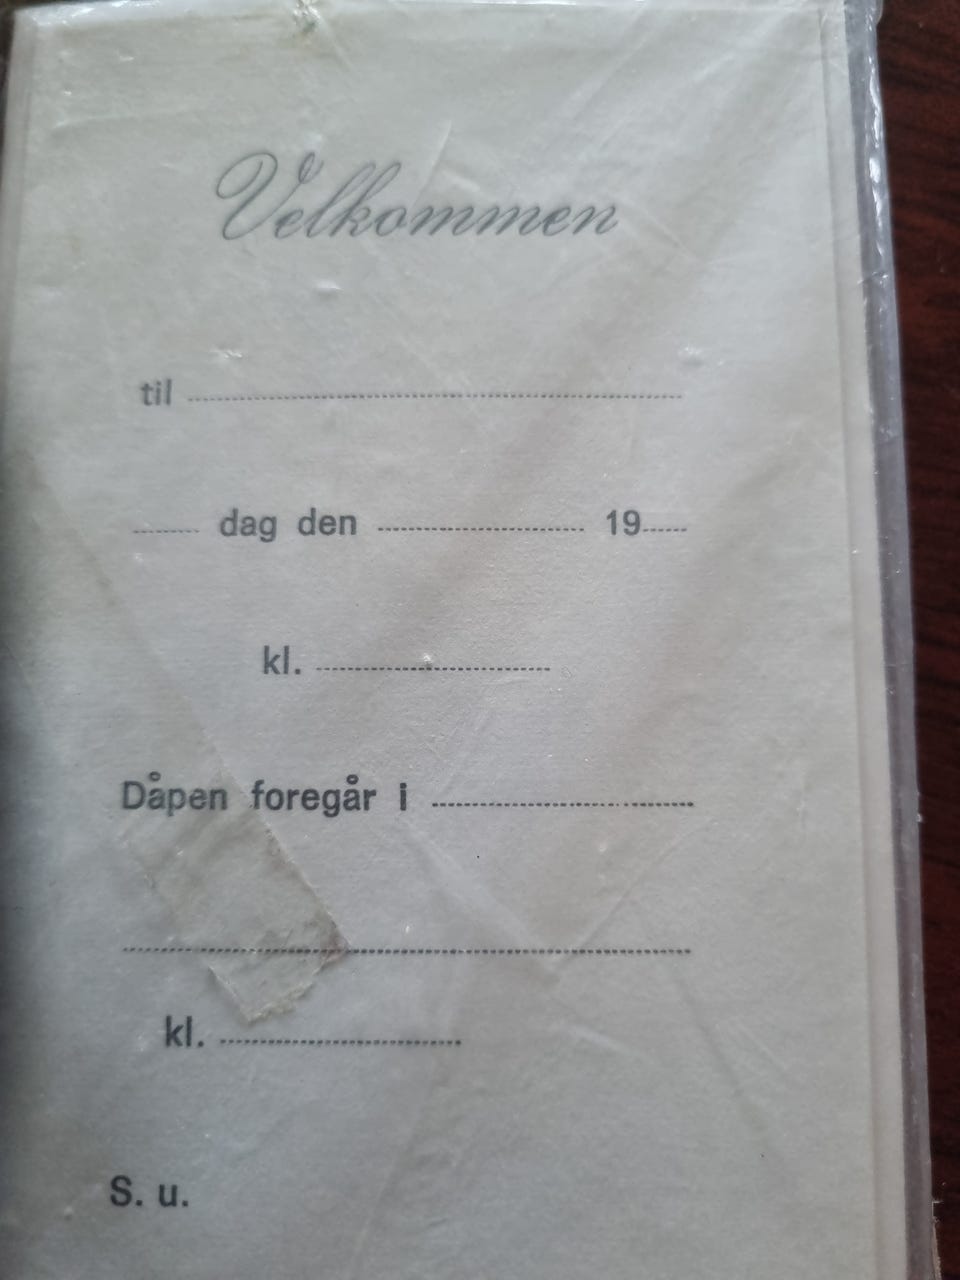 Velkommen
til ........................................
...... dag den .................... 19......
kl. ....................
Dåpen foregår i ....................
............................................................
kl. ....................
S. u.